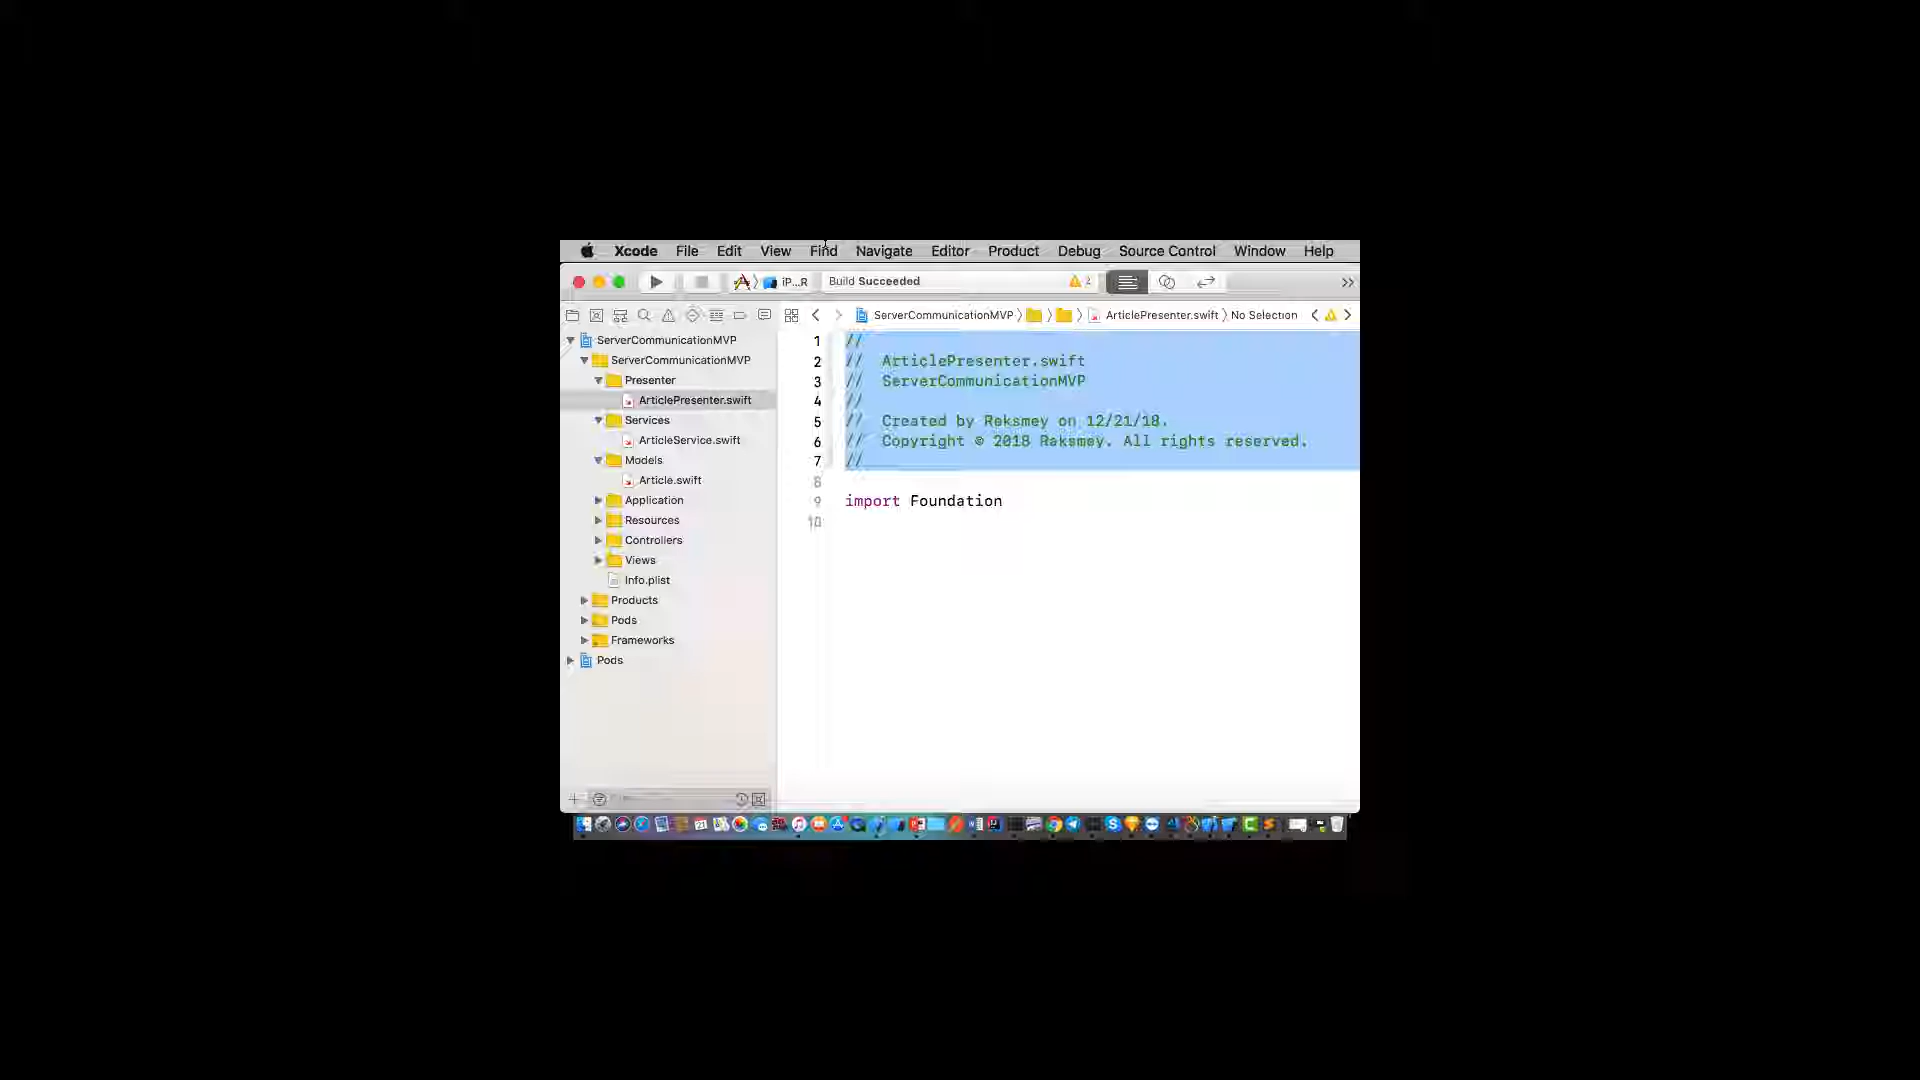 Xcode File Edit View Find Navigate Editor Product Debug Source Control Window Help
iP...R Build Succeeded 2
ServerCommunicationMVP ArticlePresenter.swift No Selection
ServerCommunicationMVP
ServerCommunicationMVP
Presenter
ArticlePresenter.swift
Services
ArticleService.swift
Models
Article.swift
Application
Resources
Controllers
Views
Info.plist
Products
Pods
Frameworks
Pods
1 //
2 // ArticlePresenter.swift
3 // ServerCommunicationMVP
4 //
5 // Created by Reksmey on 12/21/18.
6 // Copyright © 2018 Raksmey. All rights reserved.
7 //
8
9 import Foundation
10